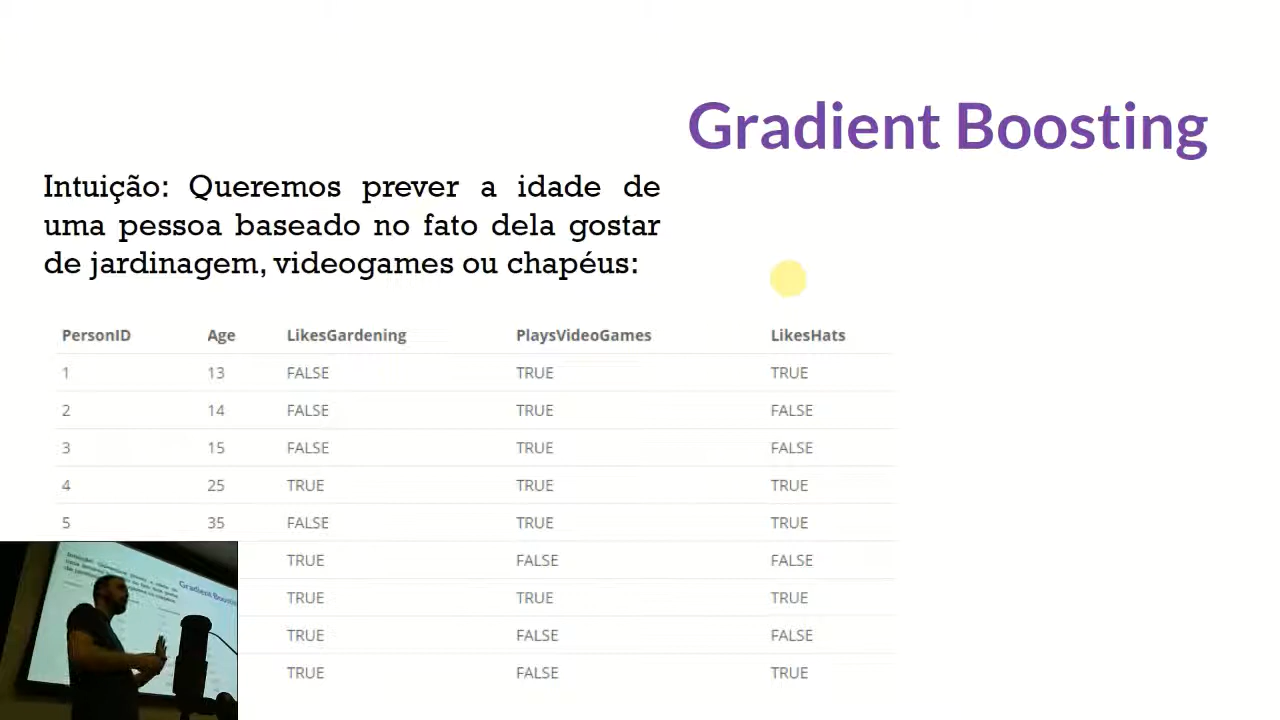 Gradient Boosting
Intuição: Queremos prever a idade de
uma pessoa baseado no fato dela gostar
de jardinagem, videogames ou chapéus:
PersonID Age LikesGardening PlaysVideoGames LikesHats
1 13 FALSE TRUE TRUE
2 14 FALSE TRUE FALSE
3 15 FALSE TRUE FALSE
4 25 TRUE TRUE TRUE
5 35 FALSE TRUE TRUE
TRUE FALSE FALSE
TRUE TRUE TRUE
TRUE FALSE FALSE
TRUE FALSE TRUE
Gradient Boosting